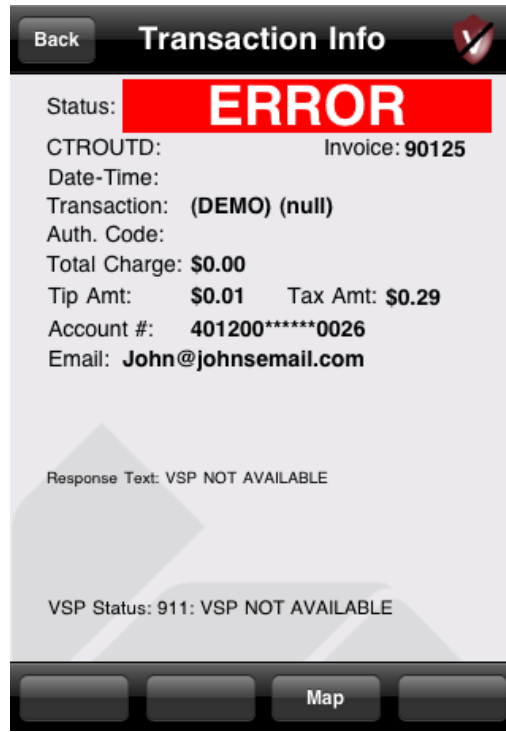 Back Transaction Info V
Status: ERROR
CTROUTD: Invoice: 90125
Date-Time:
Transaction: (DEMO) (null)
Auth. Code:
Total Charge: $0.00
Tip Amt: $0.01 Tax Amt: $0.29
Account #: 401200******0026
Email: John@johnsemail.com
Response Text: VSP NOT AVAILABLE
VSP Status: 911: VSP NOT AVAILABLE
Map